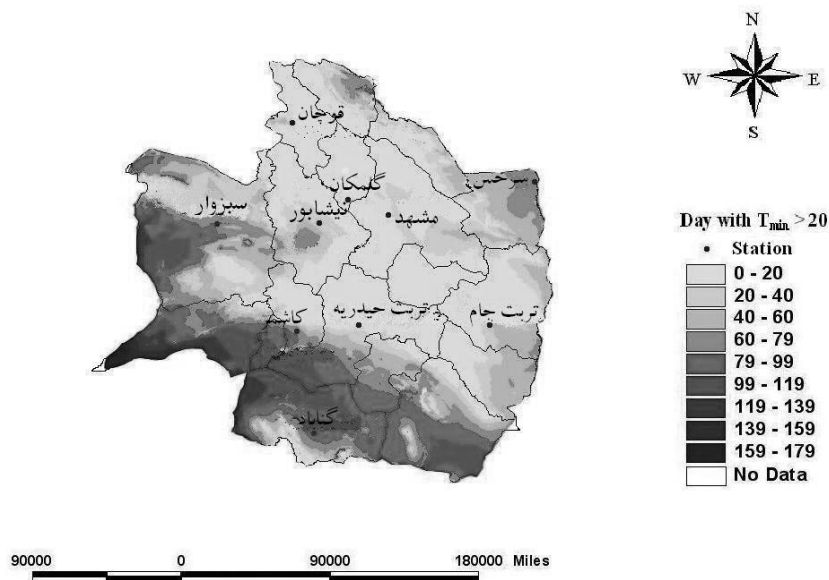 N
W E
S
قوچان
سرخس
گلمکان
سبزوار
نیشابور
مشهد
Day with Tmin > 20
Station
0 - 20
20 - 40
40 - 60
60 - 79
79 - 99
99 - 119
119 - 139
139 - 159
159 - 179
No Data
تربت جام
تربت حیدریه
کاشمر
گناباد
90000 0 90000 180000 Miles